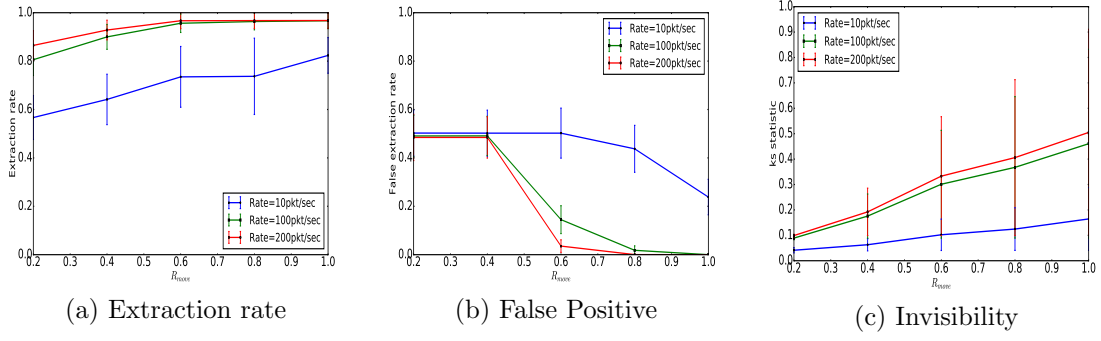 1.0
0.8
0.6
0.4
0.2
0.0
Extraction rate
0.2 0.3 0.4 0.5 0.6 0.7 0.8 0.9 1.0
R_move
Rate=10pkt/sec
Rate=100pkt/sec
Rate=200pkt/sec
(a) Extraction rate
1.0
0.8
0.6
0.4
0.2
0.0
False extraction rate
0.2 0.3 0.4 0.5 0.6 0.7 0.8 0.9 1.0
R_move
Rate=10pkt/sec
Rate=100pkt/sec
Rate=200pkt/sec
(b) False Positive
0.9
0.8
0.7
0.6
0.5
0.4
0.3
0.2
0.1
0.0
ks statistic
0.2 0.3 0.4 0.5 0.6 0.7 0.8 0.9 1.0
R_move
Rate=10pkt/sec
Rate=100pkt/sec
Rate=200pkt/sec
(c) Invisibility